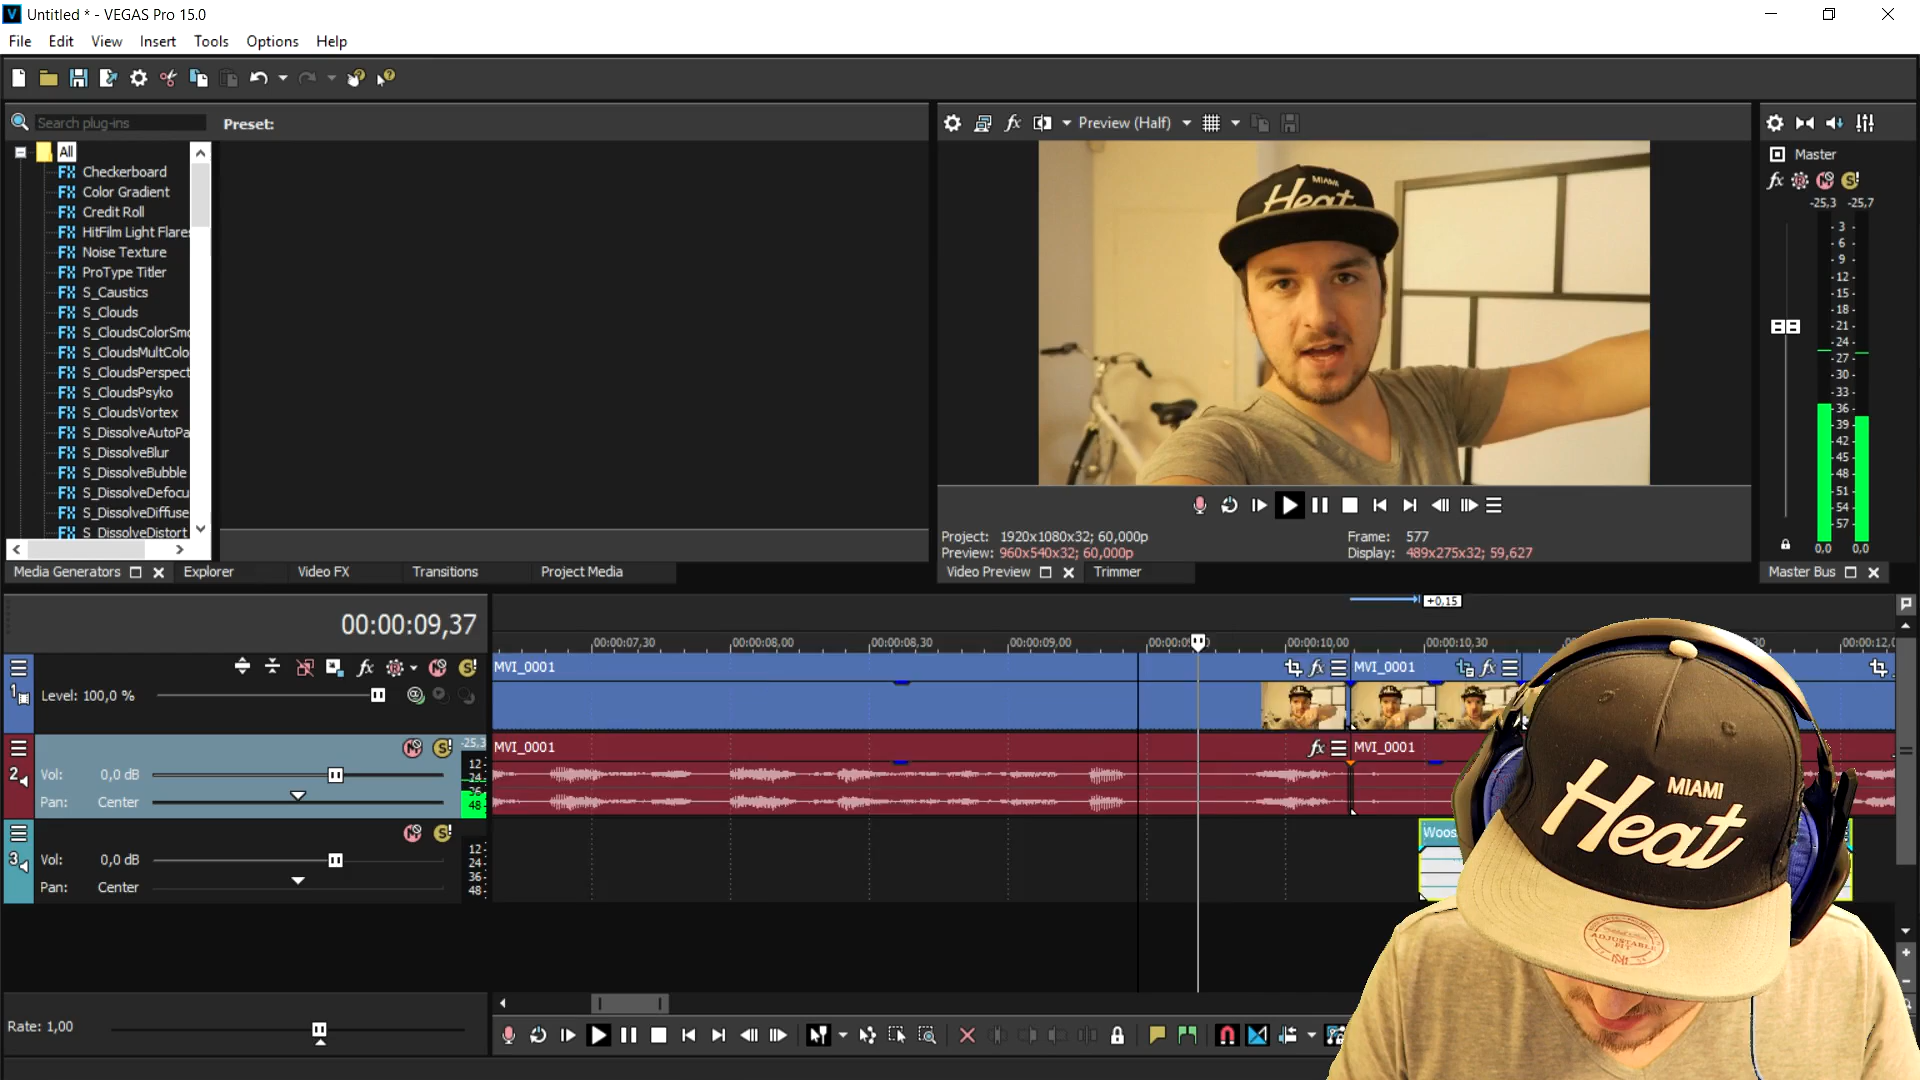 Untitled * - VEGAS Pro 15.0
File Edit View Insert Tools Options Help
Search plug-ins
Preset:
All
Checkerboard
Color Gradient
Credit Roll
HitFilm Light Flares
Noise Texture
ProType Titler
S_Caustics
S_Clouds
S_CloudsColorSmo
S_CloudsMultColo
S_CloudsPerspect
S_CloudsPsyko
S_CloudsVortex
S_DissolveAutoPa
S_DissolveBlur
S_DissolveBubble
S_DissolveDefocu
S_DissolveDiffuse
S_DissolveDistort
Media Generators Explorer Video FX Transitions Project Media
Preview (Half)
MIAMI
Heat
Project: 1920x1080x32; 60,000p
Preview: 960x540x32; 60,000p
Frame: 577
Display: 489x275x32; 59,627
Video Preview Trimmer
Master
-25,3 -25,7
3
6
9
12
15
18
21
24
27
30
33
36
39
42
45
48
51
54
57
0,0 0,0
Master Bus
00:00:09,37
+0,15
00:00:07,30 00:00:08,00 00:00:08,30 00:00:09,00 00:00:10,00 00:00:10,30 00:00:12,0
1
Level: 100,0 %
MVI_0001 MVI_0001
2
-25,3
Vol: 0,0 dB
Pan: Center
12
24
36
48
MVI_0001 MVI_0001
3
Vol: 0,0 dB
Pan: Center
12
24
36
48
Woos
Rate: 1,00
MIAMI
Heat
ADJUSTABLE
FIT